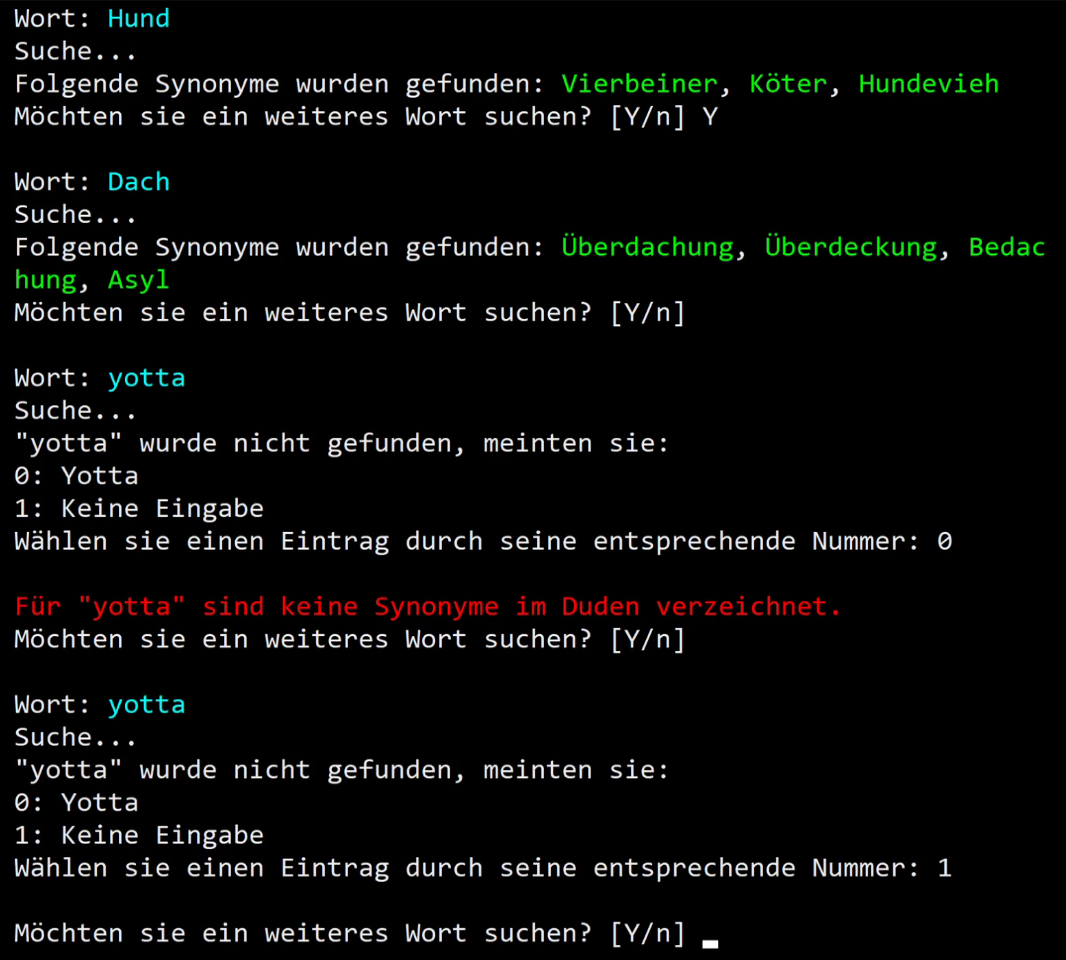 Wort: Hund
Suche...
Folgende Synonyme wurden gefunden: Vierbeiner, Köter, Hundevieh
Möchten sie ein weiteres Wort suchen? [Y/n] Y
Wort: Dach
Suche...
Folgende Synonyme wurden gefunden: Überdachung, Überdeckung, Bedac
hung, Asyl
Möchten sie ein weiteres Wort suchen? [Y/n]
Wort: yotta
Suche...
"yotta" wurde nicht gefunden, meinten sie:
0: Yotta
1: Keine Eingabe
Wählen sie einen Eintrag durch seine entsprechende Nummer: 0
Für "yotta" sind keine Synonyme im Duden verzeichnet.
Möchten sie ein weiteres Wort suchen? [Y/n]
Wort: yotta
Suche...
"yotta" wurde nicht gefunden, meinten sie:
0: Yotta
1: Keine Eingabe
Wählen sie einen Eintrag durch seine entsprechende Nummer: 1
Möchten sie ein weiteres Wort suchen? [Y/n]